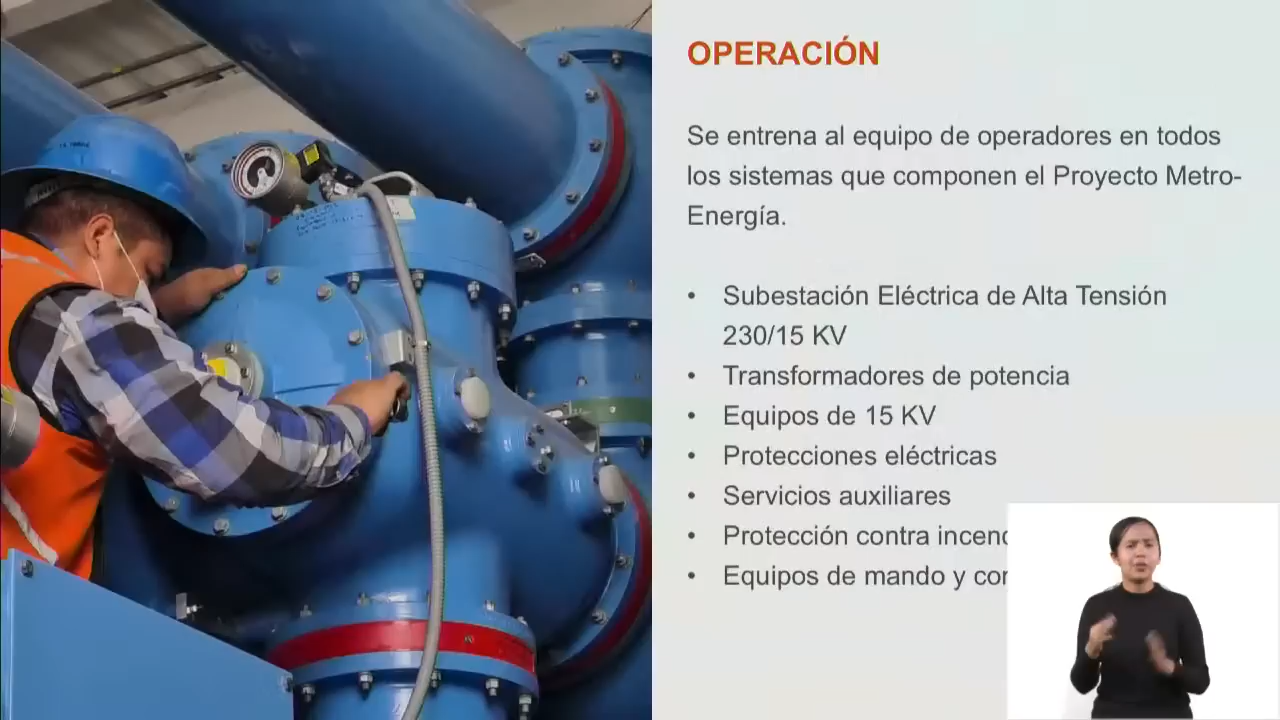 OPERACIÓN
Se entrena al equipo de operadores en todos
los sistemas que componen el Proyecto Metro-
Energía.
• Subestación Eléctrica de Alta Tensión
230/15 KV
• Transformadores de potencia
• Equipos de 15 KV
• Protecciones eléctricas
• Servicios auxiliares
• Protección contra
• Equipos de mando y